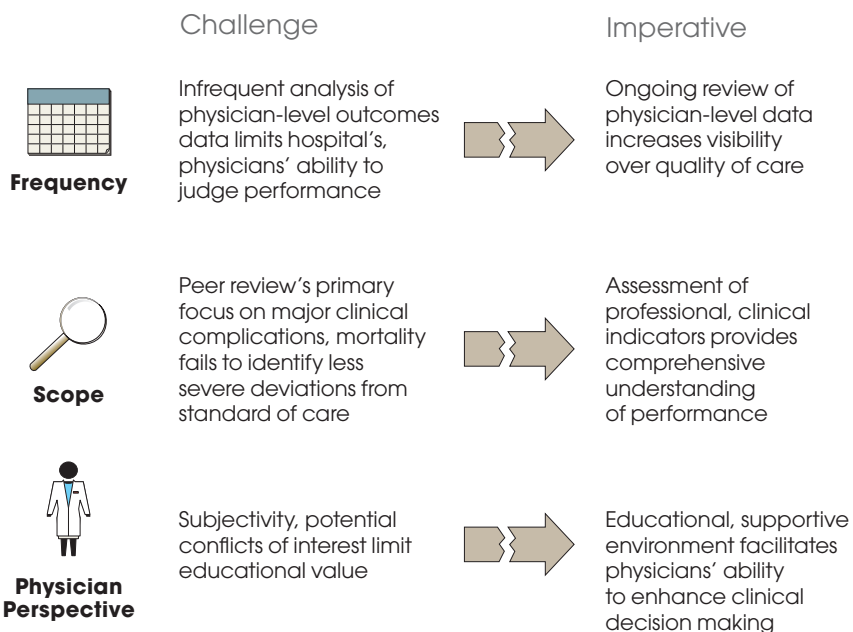 Challenge
Imperative
Frequency
Infrequent analysis of
physician-level outcomes
data limits hospital's,
physicians' ability to
judge performance
Ongoing review of
physician-level data
increases visibility
over quality of care
Scope
Peer review's primary
focus on major clinical
complications, mortality
fails to identify less
severe deviations from
standard of care
Assessment of
professional, clinical
indicators provides
comprehensive
understanding
of performance
Physician
Perspective
Subjectivity, potential
conflicts of interest limit
educational value
Educational, supportive
environment facilitates
physicians' ability
to enhance clinical
decision making